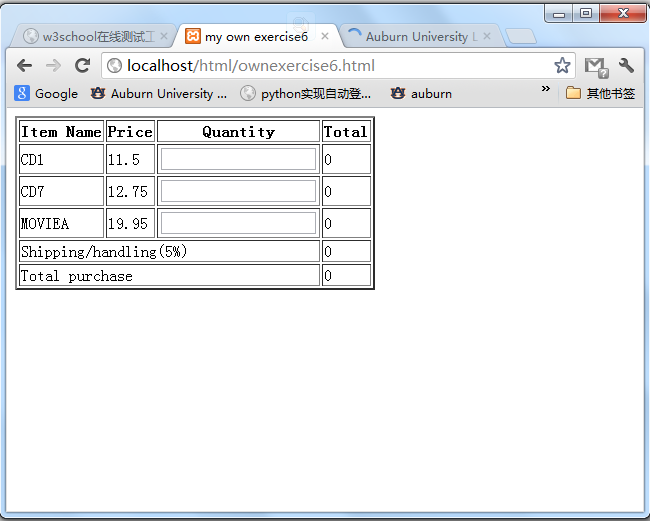 w3school在线测试工
my own exercise6
Auburn University L
localhost/html/ownexercise6.html
Google Auburn University ... python实现自动登... auburn » 其他书签
Item Name Price Quantity Total
CD1 11.5 0
CD7 12.75 0
MOVIEA 19.95 0
Shipping/handling(5%) 0
Total purchase 0